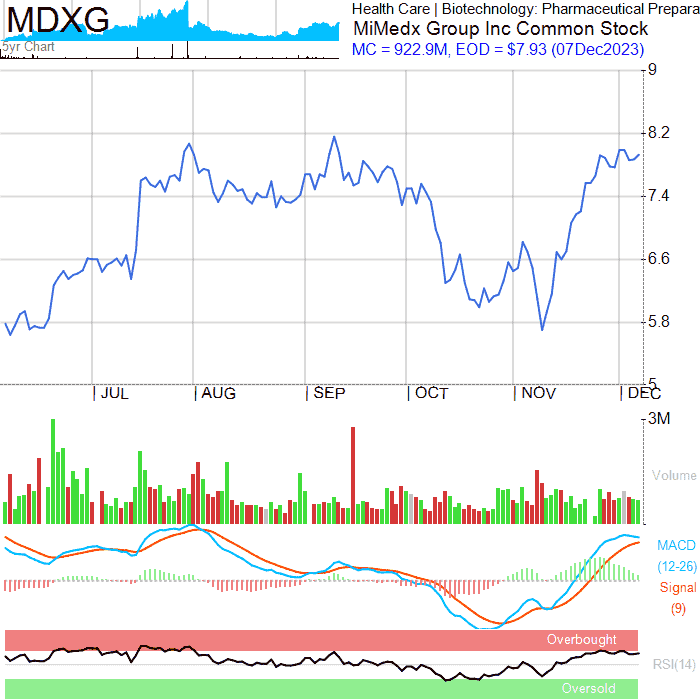 MDXG
5yr Chart
Health Care | Biotechnology: Pharmaceutical Prepara
MiMedx Group Inc Common Stock
MC = 922.9M, EOD = $7.93 (07Dec2023)
9
8.2
7.4
6.6
5.8
5
JUL AUG SEP OCT NOV DEC
3M
Volume
MACD
(12-26)
Signal
(9)
Overbought
RSI(14)
Oversold